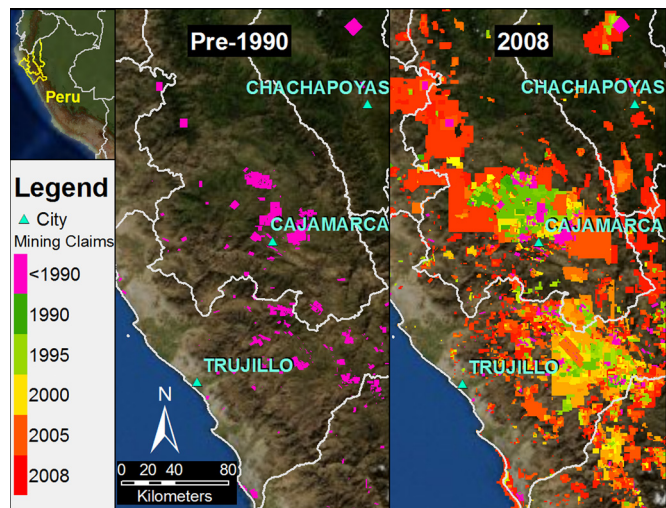 Pre-1990
2008
CHACHAPOYAS
CHACHAPOYAS
Peru
Legend
City
Mining Claims
<1990
1990
1995
2000
2005
2008
CAJAMARCA
CAJAMARCA
TRUJILLO
TRUJILLO
N
0 20 40 80
Kilometers